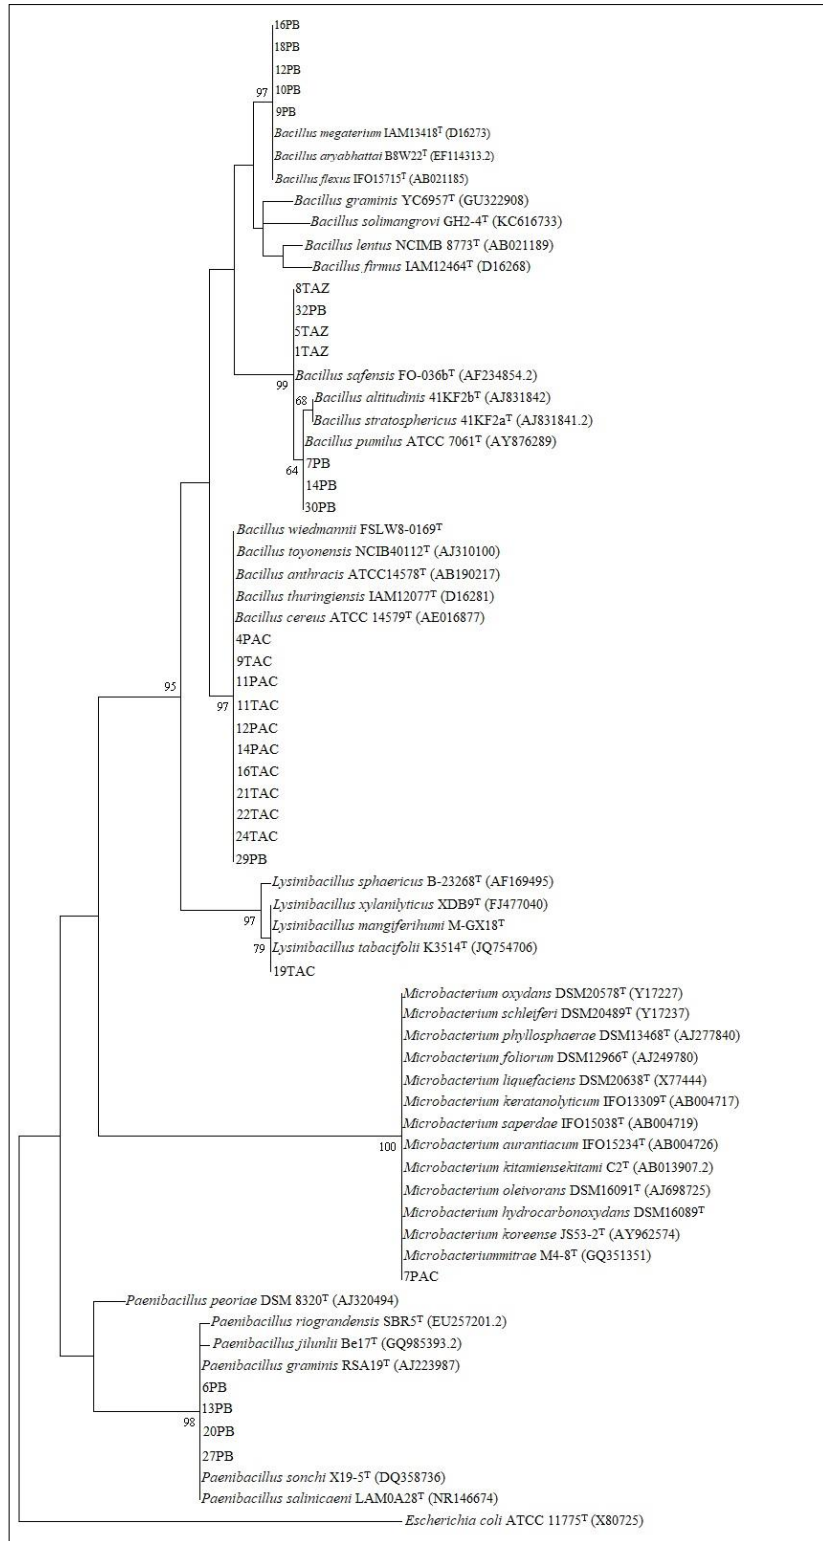 16PB
18PB
12PB
10PB
97
9PB
Bacillus megaterium IAM13418ᵀ (D16273)
Bacillus aryabhattai B8W22ᵀ (EF114313.2)
Bacillus flexus IFO15715ᵀ (AB021185)
Bacillus graminis YC6957ᵀ (GU322908)
Bacillus solimangrovi GH2-4ᵀ (KC616733)
Bacillus lentus NCIMB 8773ᵀ (AB021189)
Bacillus firmus IAM12464ᵀ (D16268)
8TAZ
32PB
5TAZ
1TAZ
Bacillus safensis FO-036bᵀ (AF234854.2)
99
68
Bacillus altitudinis 41KF2bᵀ (AJ831842)
Bacillus stratosphericus 41KF2aᵀ (AJ831841.2)
Bacillus pumilus ATCC 7061ᵀ (AY876289)
7PB
64
14PB
30PB
Bacillus wiedmannii FSLW8-0169ᵀ
Bacillus toyonensis NCIB40112ᵀ (AJ310100)
Bacillus anthracis ATCC14578ᵀ (AB190217)
Bacillus thuringiensis IAM12077ᵀ (D16281)
Bacillus cereus ATCC 14579ᵀ (AE016877)
4PAC
9TAC
11PAC
95
97
11TAC
12PAC
14PAC
16TAC
21TAC
22TAC
24TAC
29PB
Lysinibacillus sphaericus B-23268ᵀ (AF169495)
Lysinibacillus xylanilyticus XDB9ᵀ (FJ477040)
97
Lysinibacillus mangiferihumi M-GX18ᵀ
79
Lysinibacillus tabacifolii K3514ᵀ (JQ754706)
19TAC
Microbacterium oxydans DSM20578ᵀ (Y17227)
Microbacterium schleiferi DSM20489ᵀ (Y17237)
Microbacterium phyllosphaerae DSM13468ᵀ (AJ277840)
Microbacterium foliorum DSM12966ᵀ (AJ249780)
Microbacterium liquefaciens DSM20638ᵀ (X77444)
Microbacterium keratanolyticum IFO13309ᵀ (AB004717)
Microbacterium saperdae IFO15038ᵀ (AB004719)
100
Microbacterium aurantiacum IFO15234ᵀ (AB004726)
Microbacterium kitamiensekitami C2ᵀ (AB013907.2)
Microbacterium oleivorans DSM16091ᵀ (AJ698725)
Microbacterium hydrocarbonoxydans DSM16089ᵀ
Microbacterium koreense JS53-2ᵀ (AY962574)
Microbacteriummitrae M4-8ᵀ (GQ351351)
7PAC
Paenibacillus peoriae DSM 8320ᵀ (AJ320494)
Paenibacillus riograndensis SBR5ᵀ (EU257201.2)
Paenibacillus jilunlii Be17ᵀ (GQ985393.2)
Paenibacillus graminis RSA19ᵀ (AJ223987)
6PB
13PB
98
20PB
27PB
Paenibacillus sonchi X19-5ᵀ (DQ358736)
Paenibacillus salinicaeni LAM0A28ᵀ (NR146674)
Escherichia coli ATCC 11775ᵀ (X80725)